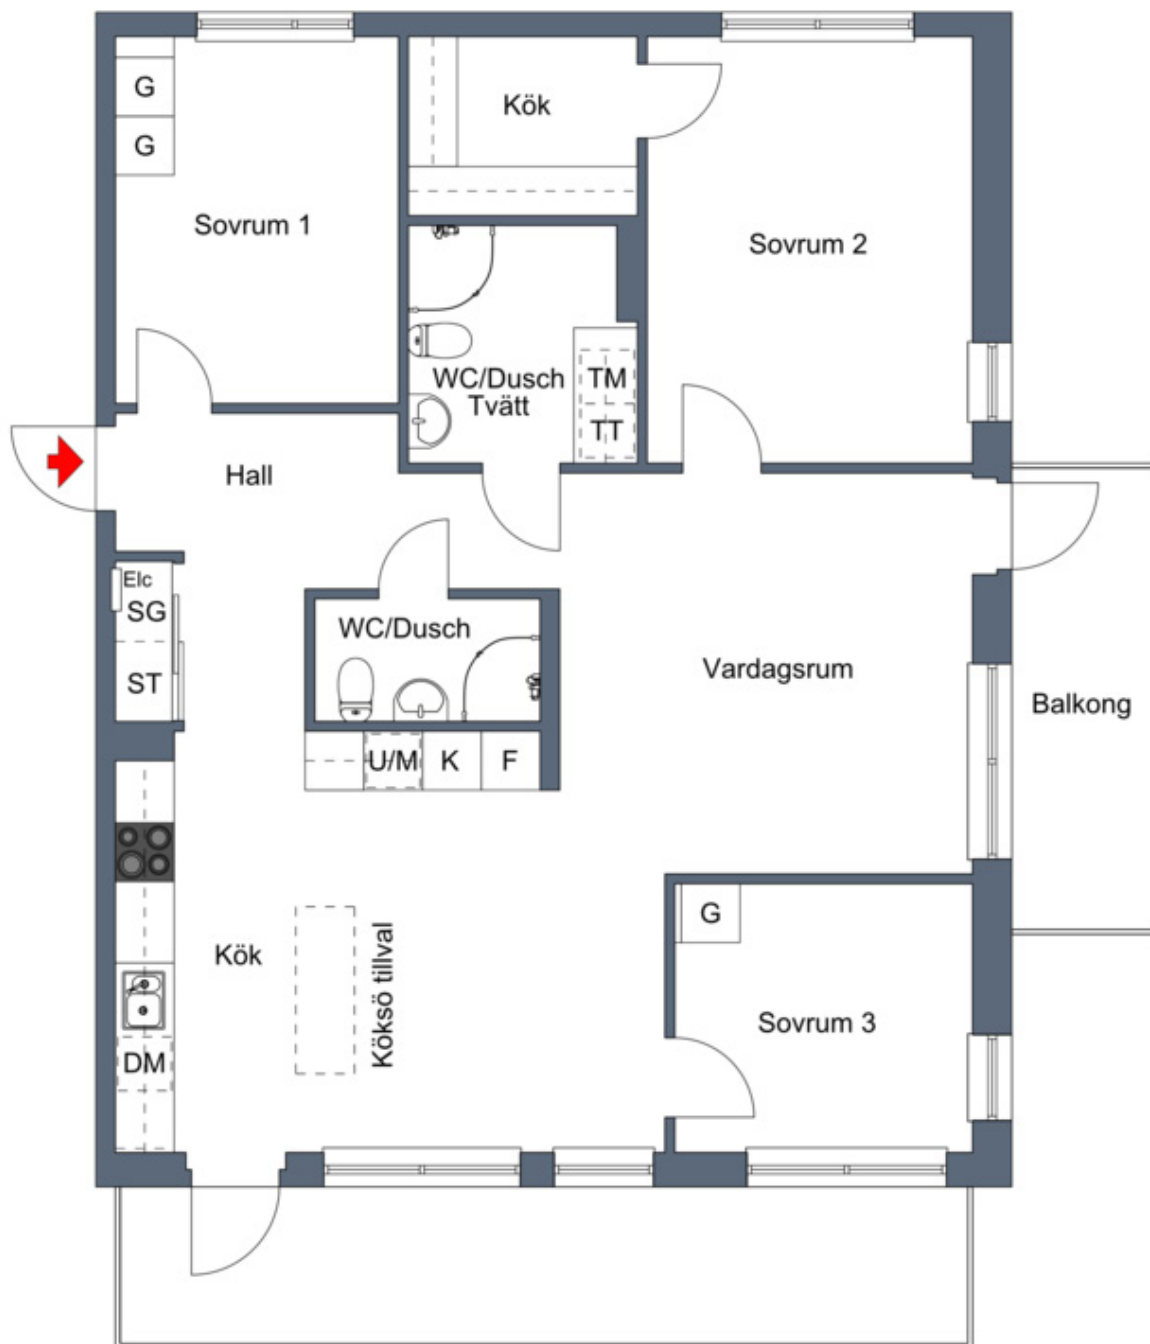 G
Kök
G
Sovrum 1
Sovrum 2
WC/Dusch
Tvätt
TM
TT
Hall
Elc
SG
ST
WC/Dusch
Vardagsrum
Balkong
U/M
K
F
G
Kök
Köksö tillval
Sovrum 3
DM